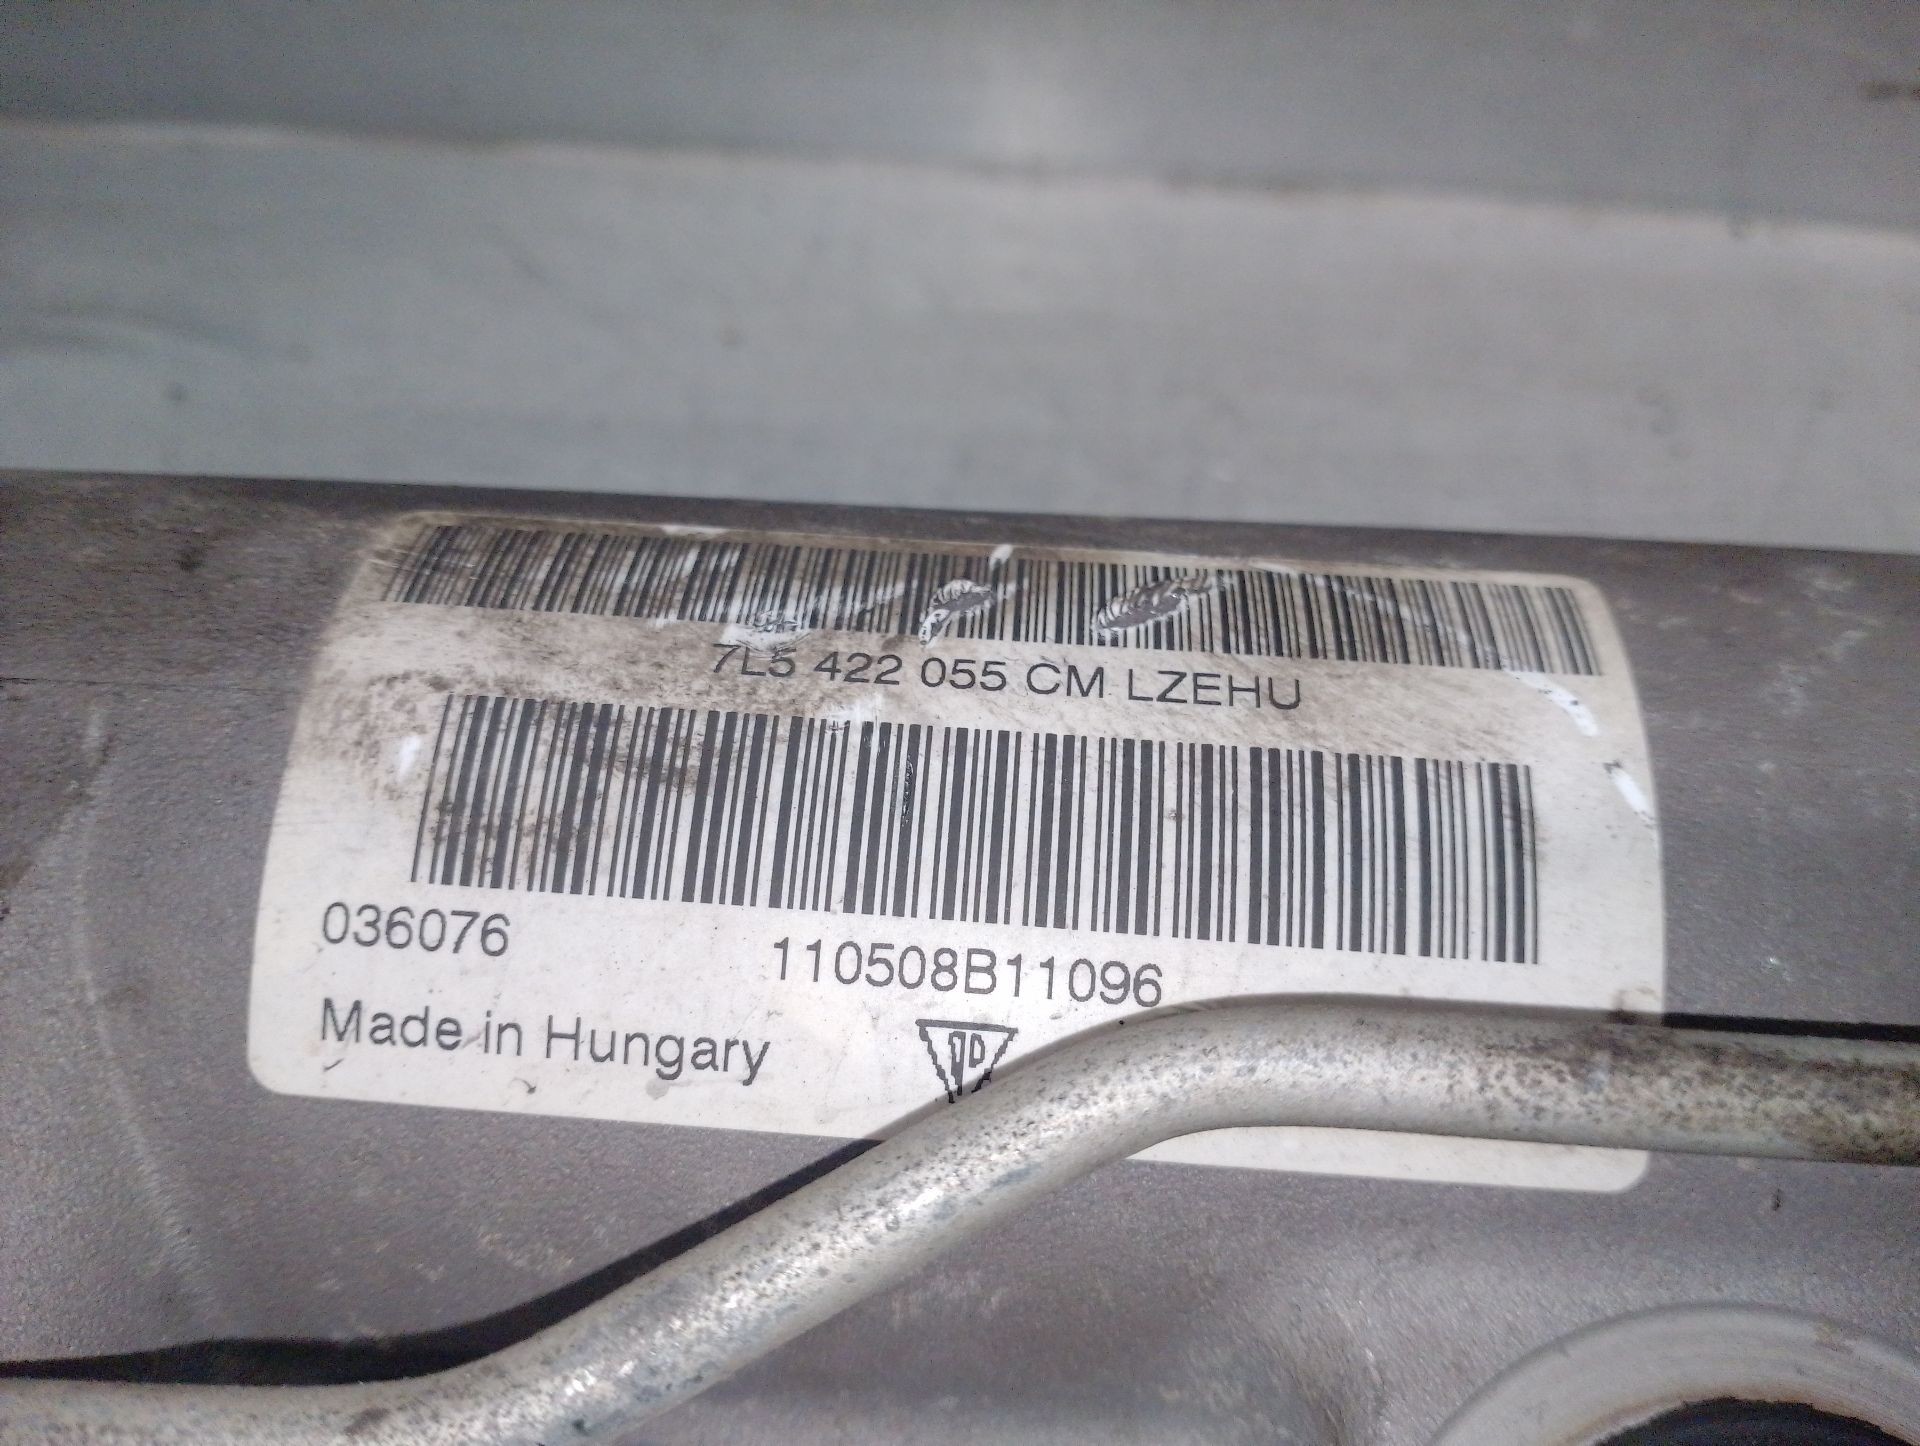 7L5 422 055 CM LZEHU
036076 110508B11096
Made in Hungary